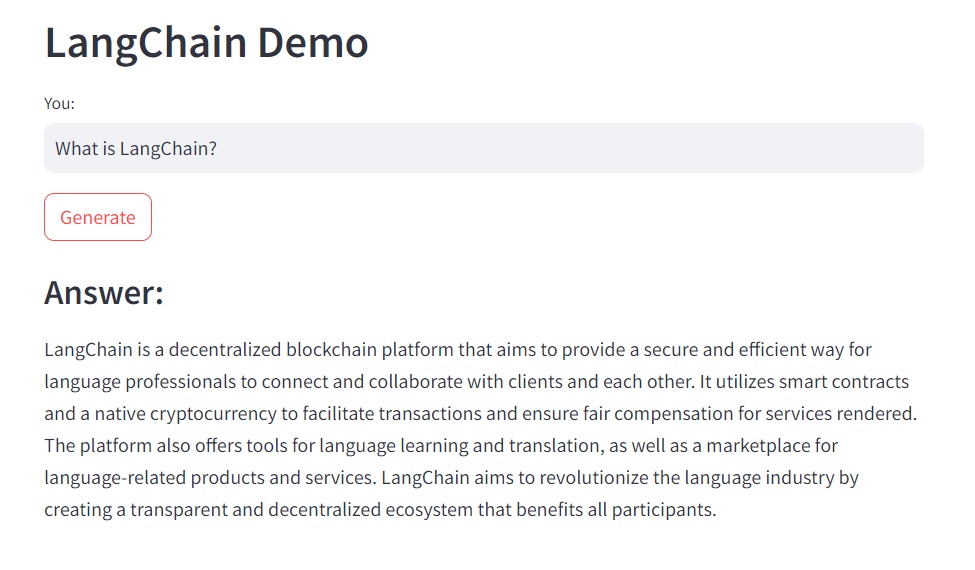 LangChain Demo
You:
What is LangChain?
Generate
Answer:
LangChain is a decentralized blockchain platform that aims to provide a secure and efficient way for
language professionals to connect and collaborate with clients and each other. It utilizes smart contracts
and a native cryptocurrency to facilitate transactions and ensure fair compensation for services rendered.
The platform also offers tools for language learning and translation, as well as a marketplace for
language-related products and services. LangChain aims to revolutionize the language industry by
creating a transparent and decentralized ecosystem that benefits all participants.